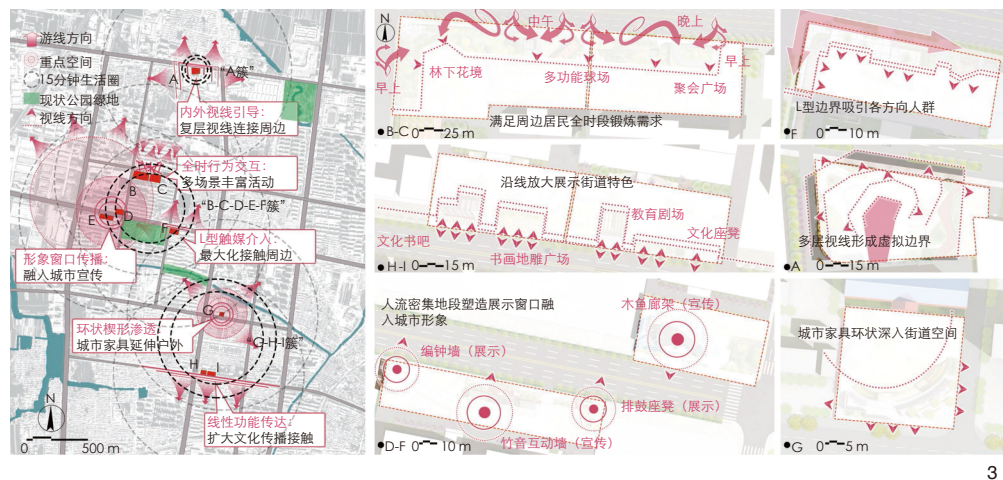 游线方向
重点空间
15分钟生活圈
现状公园绿地
视线方向
A
“A簇”
内外视线引导：
复层视线连接周边
全时行为交互：
多场景丰富活动
B
C
“B-C-D-E-F簇”
E
D
F
L型触媒介入：
最大化接触周边
形象窗口传播：
融入城市宣传
G
环状楔形渗透：
城市家具延伸户外
“G-H-I簇”
H
I
线性功能传达：
扩大文化传播接触
N
0 500 m
N
中午
晚上
早上
林下花境
多功能球场
早上
聚会广场
满足周边居民全时段锻炼需求
B-C 0 25 m
L型边界吸引各方向人群
F 0 10 m
沿线放大展示街道特色
教育剧场
文化书吧
文化座凳
书画地雕广场
H-I 0 15 m
多层视线形成虚拟边界
A 0 15 m
人流密集地段塑造展示窗口融
入城市形象
木鱼廊架（宣传）
编钟墙（展示）
排鼓座凳（展示）
竹音互动墙（宣传）
D-F 0 10 m
城市家具环状深入街道空间
G 0 5 m
3